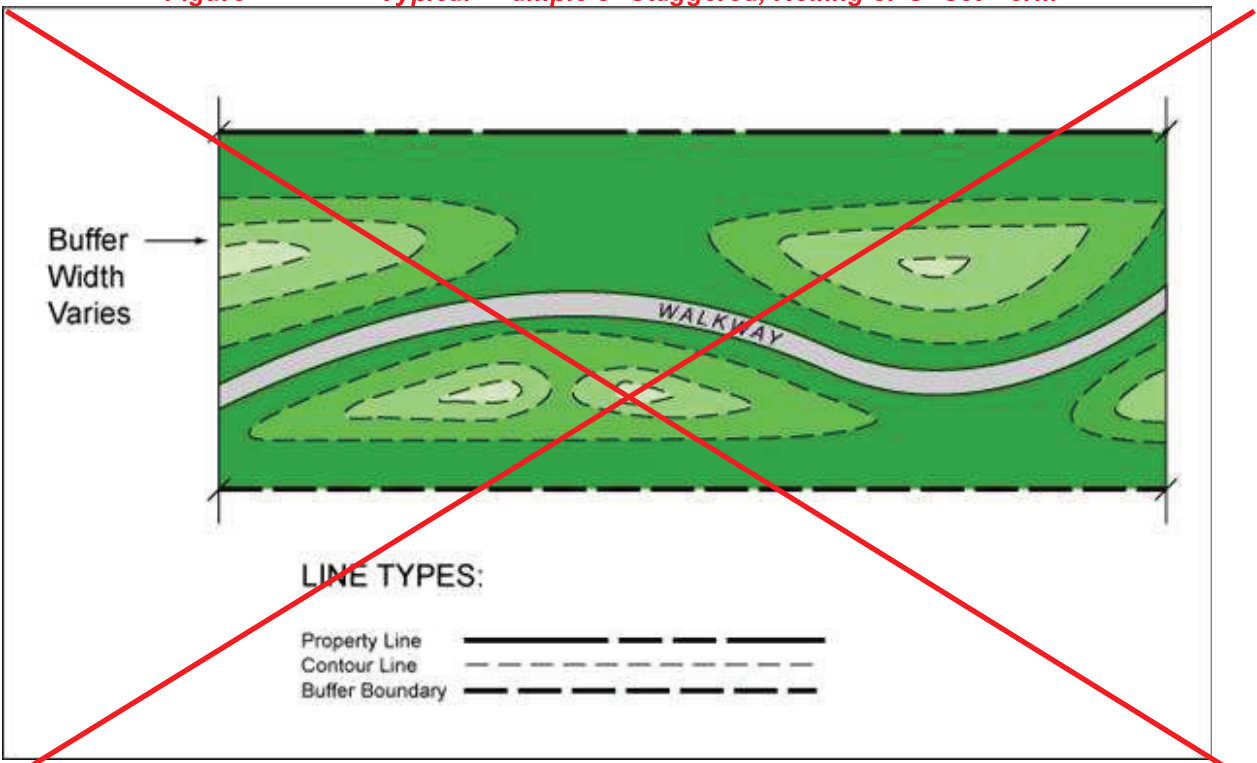 Buffer
Width
Varies
WALKWAY
LINE TYPES:
Property Line
Contour Line
Buffer Boundary